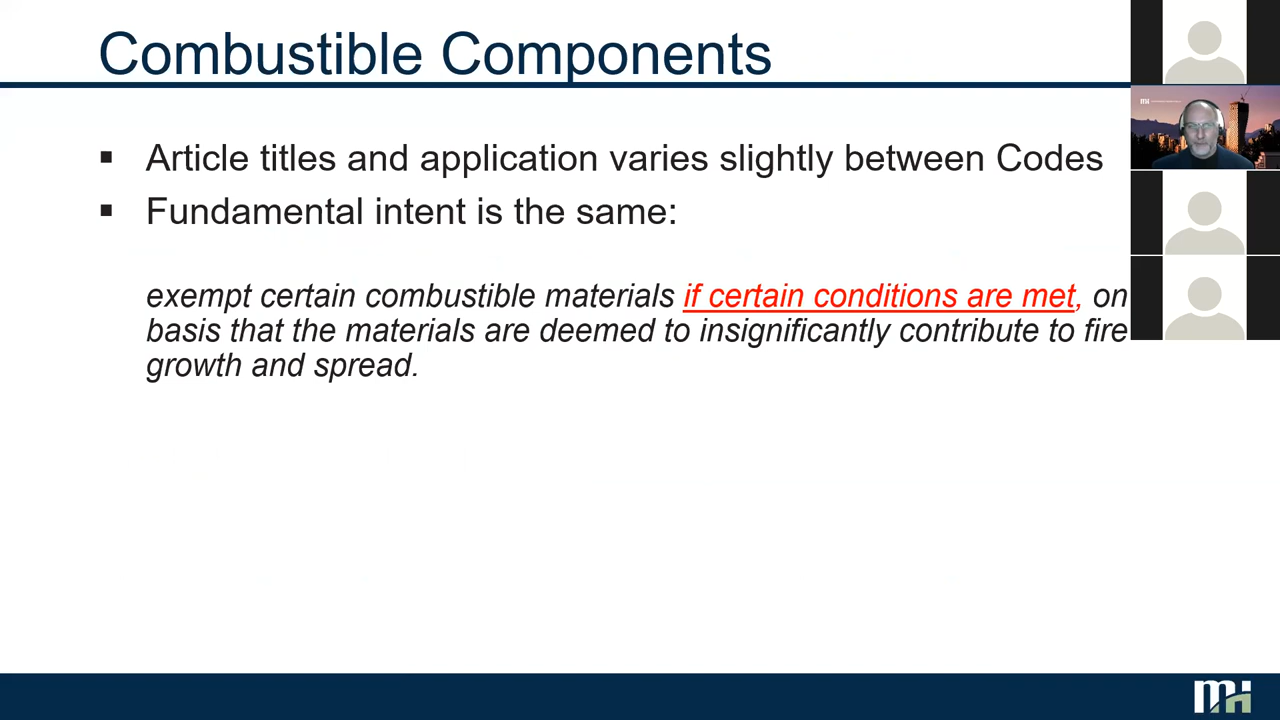 Combustible Components
Article titles and application varies slightly between Codes
Fundamental intent is the same:
exempt certain combustible materials if certain conditions are met, on
basis that the materials are deemed to insignificantly contribute to fire
growth and spread.